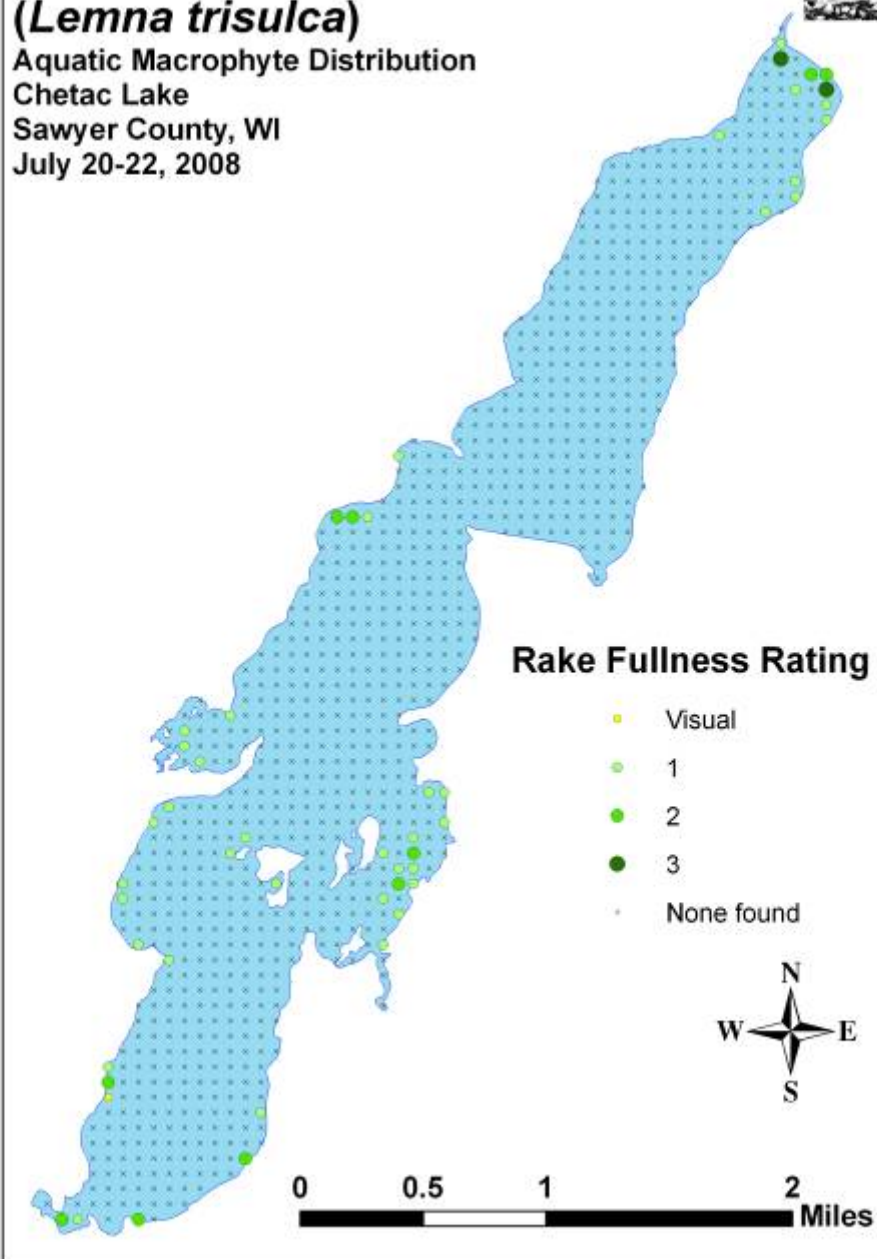 (Lemna trisulca)
Aquatic Macrophyte Distribution
Chetac Lake
Sawyer County, WI
July 20-22, 2008
Rake Fullness Rating
Visual
1
2
3
None found
N
W E
S
0 0.5 1 2
Miles